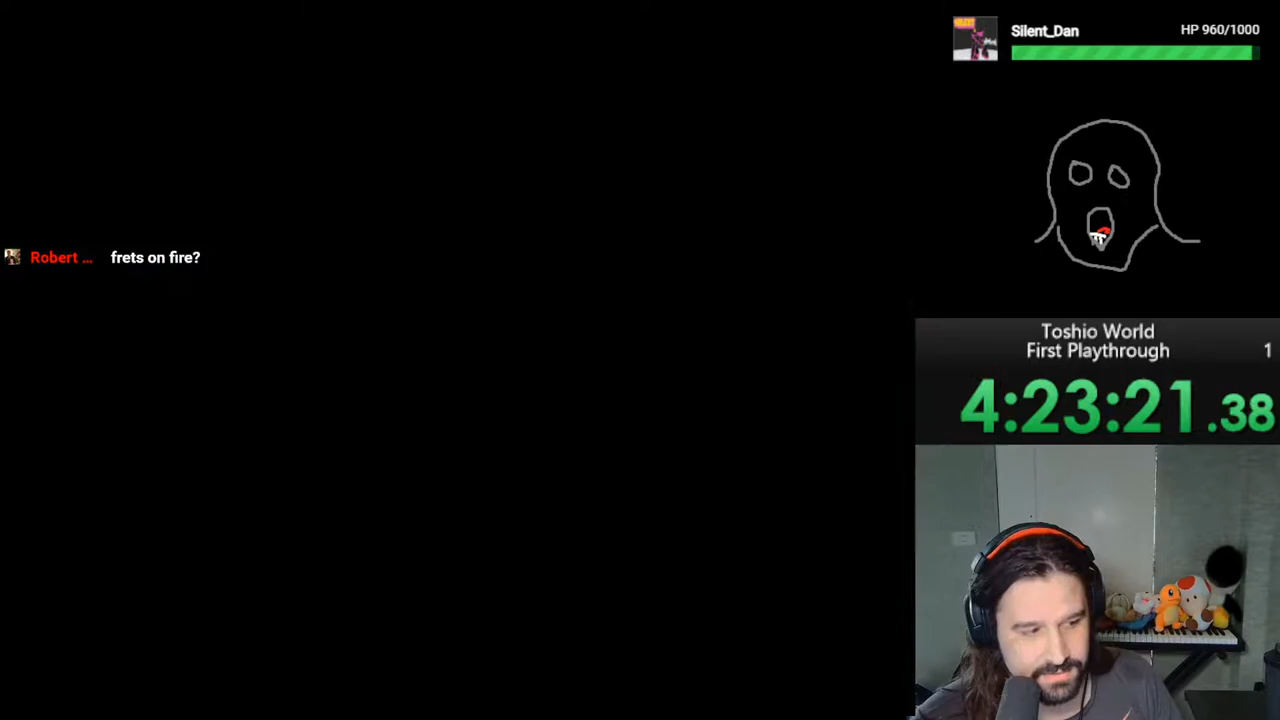 Silent_Dan
HP 960/1000
Robert ... frets on fire?
Toshio World
First Playthrough 1
4:23:21.38